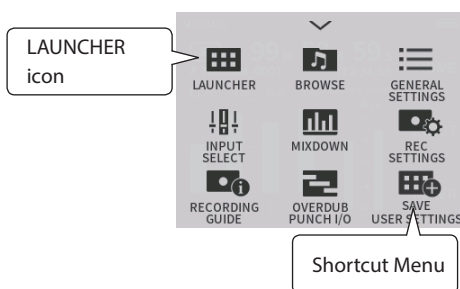 LAUNCHER
icon
LAUNCHER
BROWSE
GENERAL
SETTINGS
INPUT
SELECT
MIXDOWN
REC
SETTINGS
RECORDING
GUIDE
OVERDUB
PUNCH I/O
SAVE
USER SETTINGS
Shortcut Menu